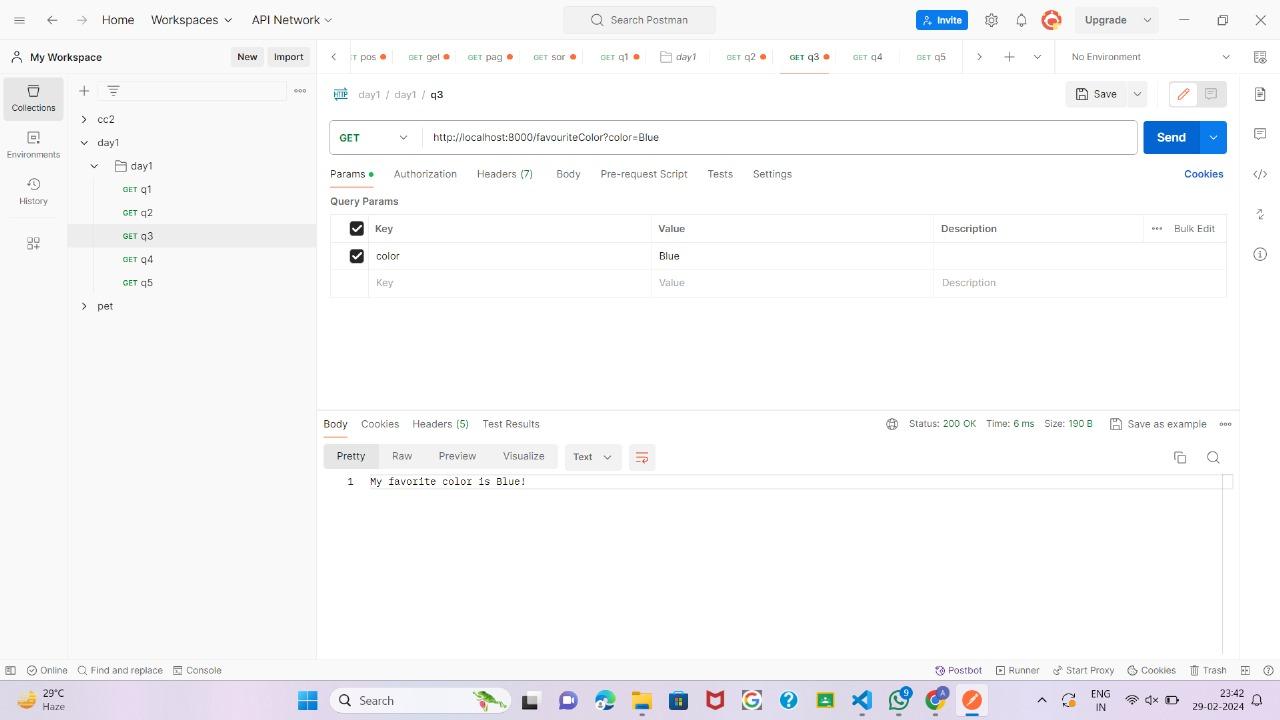 Home Workspaces API Network Search Postman Invite Upgrade
My Workspace New Import GET pos GET gel GET pag GET sor GET q1 day1 GET q2 GET q3 GET q4 GET q5 No Environment
Collections
Environments
History
cc2
day1
day1
GET q1
GET q2
GET q3
GET q4
GET q5
pet
HTTP day1 / day1 / q3 Save
GET http://localhost:8000/favouriteColor?color=Blue Send
Params Authorization Headers (7) Body Pre-request Script Tests Settings Cookies
Query Params
Key Value Description Bulk Edit
color Blue
Key Value Description
Body Cookies Headers (5) Test Results Status: 200 OK Time: 6 ms Size: 190 B Save as example
Pretty Raw Preview Visualize Text
1 My favorite color is Blue!
Online Find and replace Console Postbot Runner Start Proxy Cookies Trash
29°C
Haze
Search
9
ENG
IN
23:42
29-02-2024